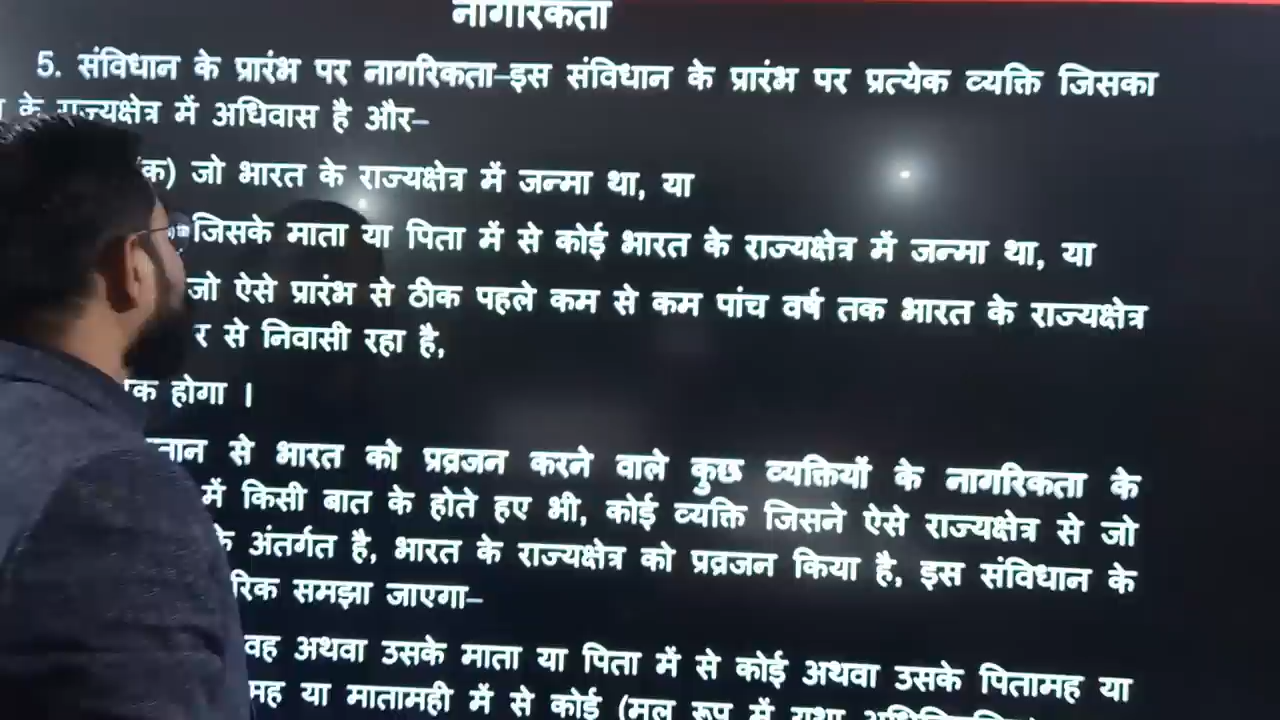 नागरिकता
5. संविधान के प्रारंभ पर नागरिकता–इस संविधान के प्रारंभ पर प्रत्येक व्यक्ति जिसका
के राज्यक्षेत्र में अधिवास है और–
क) जो भारत के राज्यक्षेत्र में जन्मा था, या
जिसके माता या पिता में से कोई भारत के राज्यक्षेत्र में जन्मा था, या
जो ऐसे प्रारंभ से ठीक पहले कम से कम पांच वर्ष तक भारत के राज्यक्षेत्र
से निवासी रहा है,
होगा ।
से भारत को प्रव्रजन करने वाले कुछ व्यक्तियों के नागरिकता के
में किसी बात के होते हुए भी, कोई व्यक्ति जिसने ऐसे राज्यक्षेत्र से जो
के अंतर्गत है, भारत के राज्यक्षेत्र को प्रव्रजन किया है, इस संविधान के
समझा जाएगा–
वह अथवा उसके माता या पिता में से कोई अथवा उसके पितामह या
या मातामही में से कोई (मूल रूप में यथा